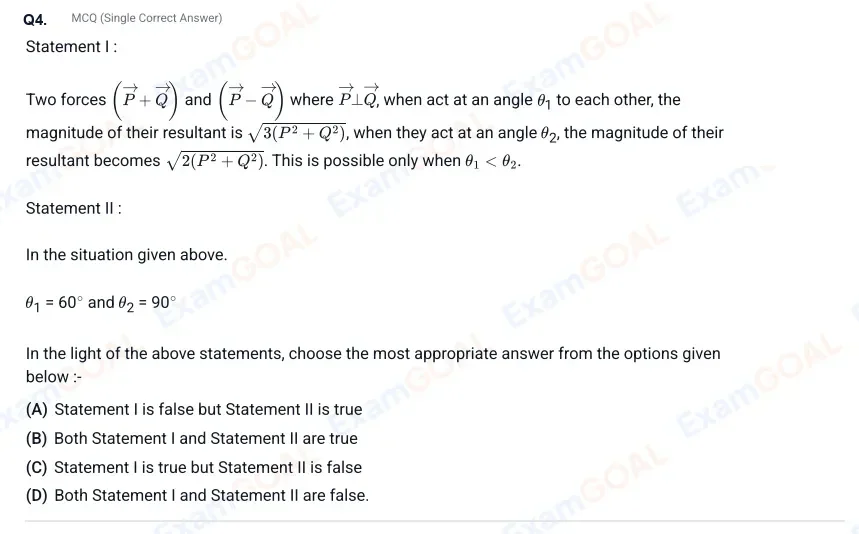 Q4. MCQ (Single Correct Answer)
Statement I :
Two forces (P⃗ + Q⃗) and (P⃗ − Q⃗) where P⃗⊥Q⃗, when act at an angle θ₁ to each other, the
magnitude of their resultant is √(3(P² + Q²)), when they act at an angle θ₂, the magnitude of their
resultant becomes √(2(P² + Q²)). This is possible only when θ₁ < θ₂.
Statement II :
In the situation given above.
θ₁ = 60° and θ₂ = 90°
In the light of the above statements, choose the most appropriate answer from the options given
below :-
(A) Statement I is false but Statement II is true
(B) Both Statement I and Statement II are true
(C) Statement I is true but Statement II is false
(D) Both Statement I and Statement II are false.
ExamGOAL